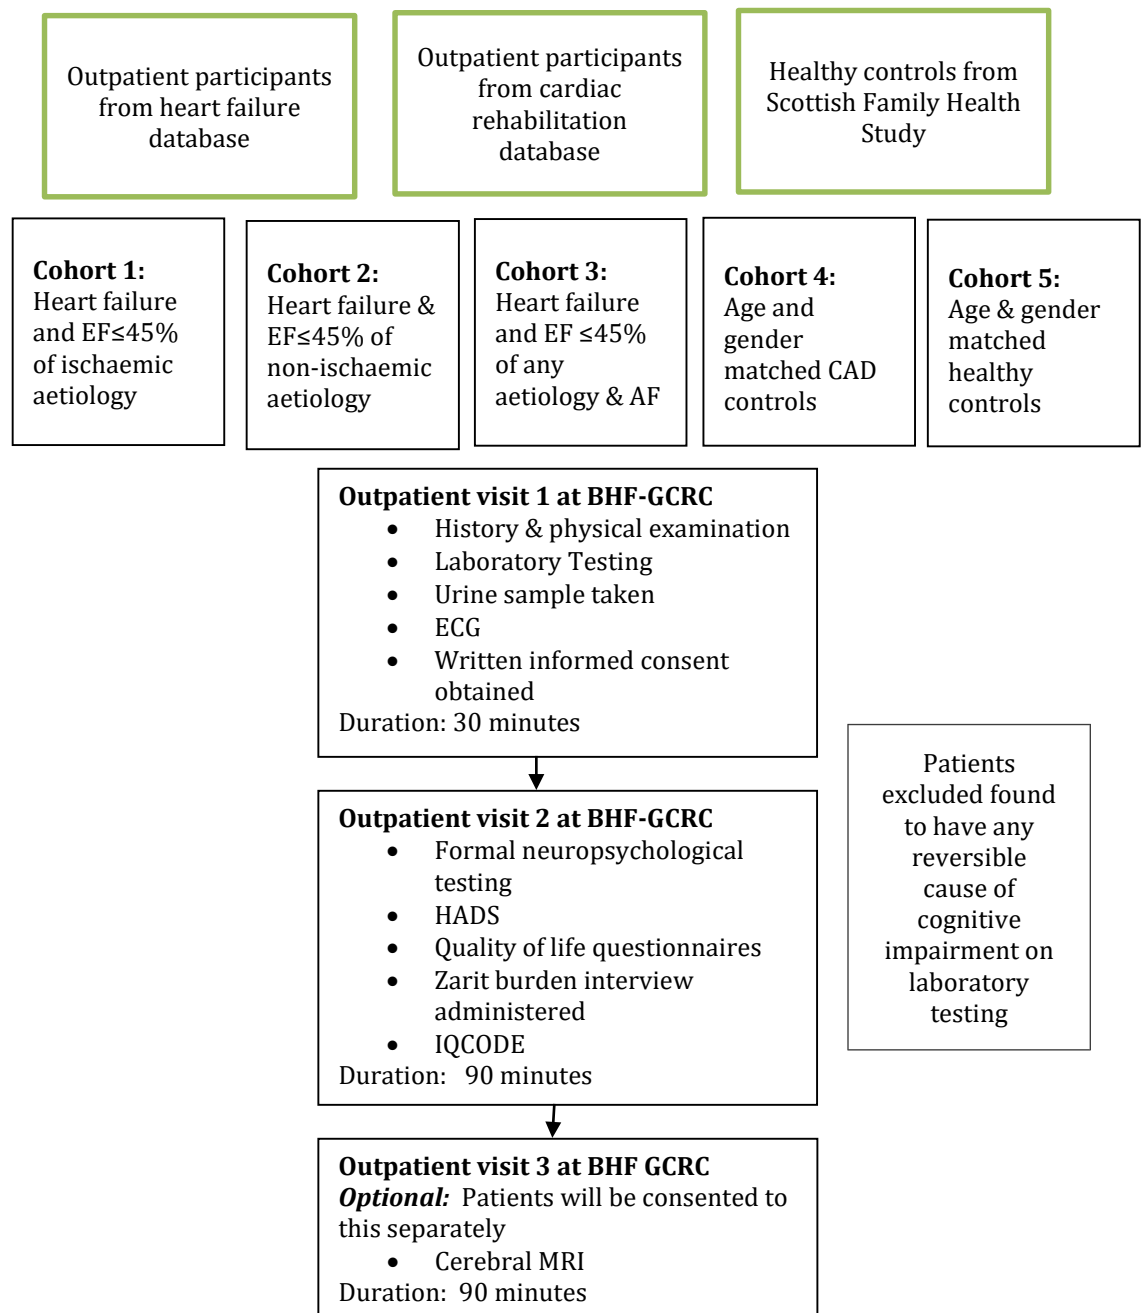 Outpatient participants
from heart failure
database
Outpatient participants
from cardiac
rehabilitation
database
Healthy controls from
Scottish Family Health
Study
Cohort 1:
Heart failure
and EF≤45%
of ischaemic
aetiology
Cohort 2:
Heart failure &
EF≤45% of
non-ischaemic
aetiology
Cohort 3:
Heart failure
and EF ≤45%
of any
aetiology & AF
Cohort 4:
Age and
gender
matched CAD
controls
Cohort 5:
Age & gender
matched
healthy
controls
Outpatient visit 1 at BHF-GCRC
• History & physical examination
• Laboratory Testing
• Urine sample taken
• ECG
• Written informed consent
obtained
Duration: 30 minutes
Outpatient visit 2 at BHF-GCRC
• Formal neuropsychological
testing
• HADS
• Quality of life questionnaires
• Zarit burden interview
administered
• IQCODE
Duration: 90 minutes
Patients
excluded found
to have any
reversible
cause of
cognitive
impairment on
laboratory
testing
Outpatient visit 3 at BHF GCRC
Optional: Patients will be consented to
this separately
• Cerebral MRI
Duration: 90 minutes